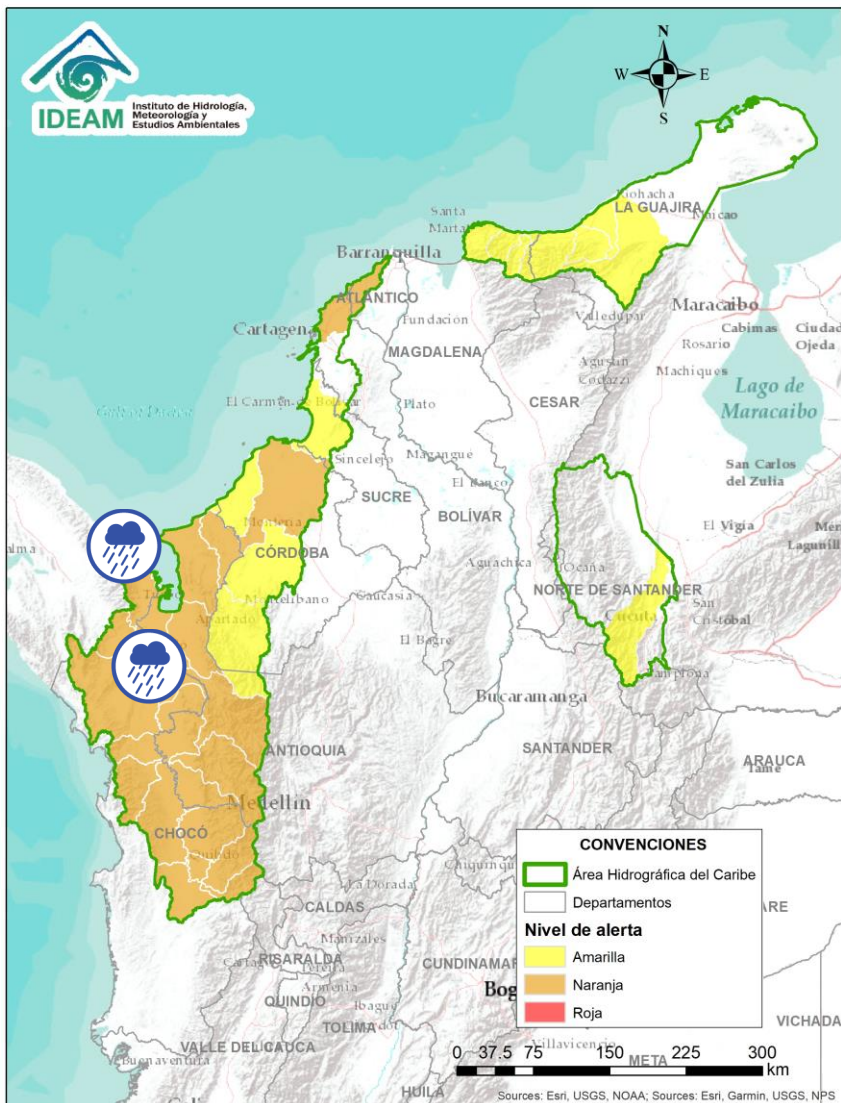 IDEAM
Instituto de Hidrología,
Meteorología y
Estudios Ambientales
N
W
E
S
Riohacha
LA GUAJIRA
Maicao
Santa
Marta
Barranquilla
ATLÁNTICO
Cartagena
Fundación
Valledupar
Maracaibo
Cabimas
Ciudad
Ojeda
Rosario
Machiques
MAGDALENA
Agustín
Codazzi
CESAR
Lago de
Maracaibo
El Carmen de Bolívar
Plato
Sincelejo
Magangue
San Carlos
del Zulia
SUCRE
El Banco
BOLÍVAR
El Vigía
Montería
CÓRDOBA
Aguachica
Ocaña
NORTE DE SANTANDER
Montelíbano
Caucasia
Apartadó
San
Cristóbal
Cúcuta
El Bagre
Pamplona
Bucaramanga
ANTIOQUIA
SANTANDER
ARAUCA
Tame
Medellín
CHOCÓ
Quibdó
La Dorada
CALDAS
Manizales
RISARALDA
Pereira
Armenia
QUINDÍO
Ibagué
TOLIMA
CUNDINAMAR
Bog
VICHADA
Villavicencio
META
VALLE DEL CAUCA
Buenaventura
HUILA
CONVENCIONES
Área Hidrográfica del Caribe
Departamentos
Nivel de alerta
Amarilla
Naranja
Roja
0 37.5 75 150 225 300
km
Sources: Esri, USGS, NOAA; Sources: Esri, Garmin, USGS, NPS